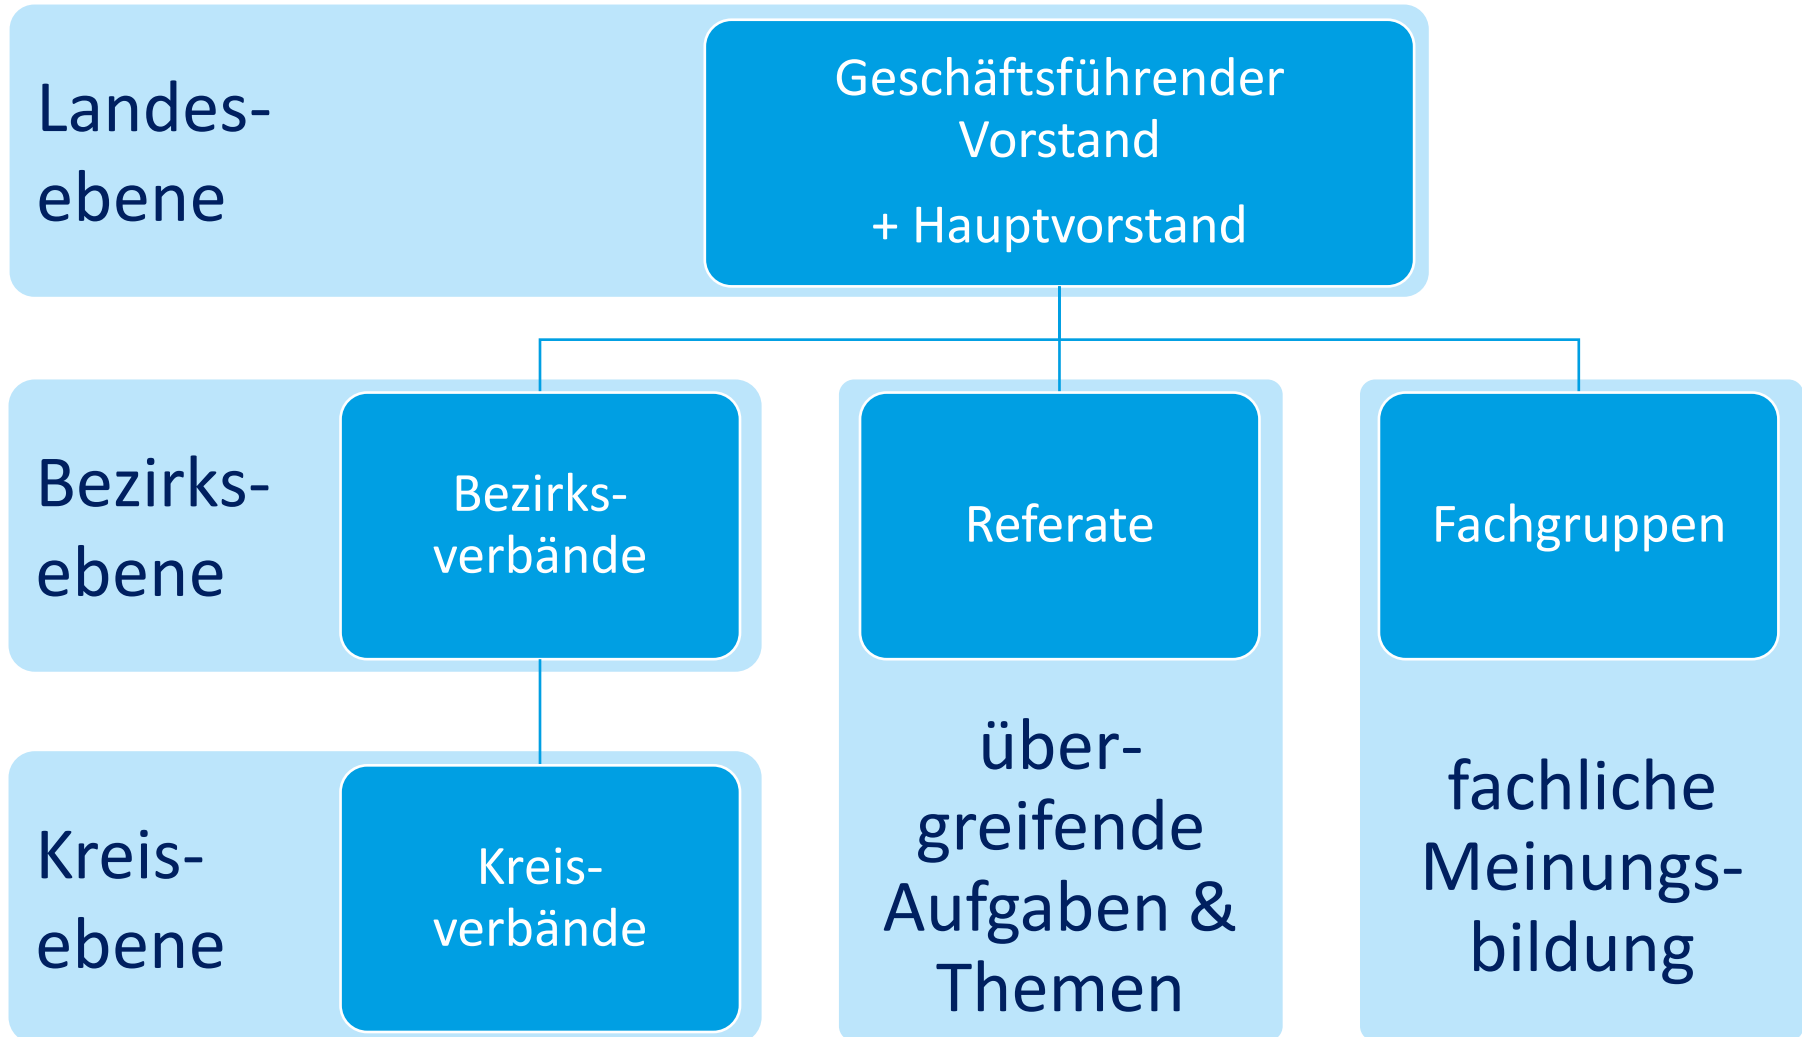 Landes-
ebene
Geschäftsführender
Vorstand
+ Hauptvorstand
Bezirks-
ebene
Bezirks-
verbände
Referate
Fachgruppen
Kreis-
ebene
Kreis-
verbände
über-
greifende
Aufgaben &
Themen
fachliche
Meinungs-
bildung